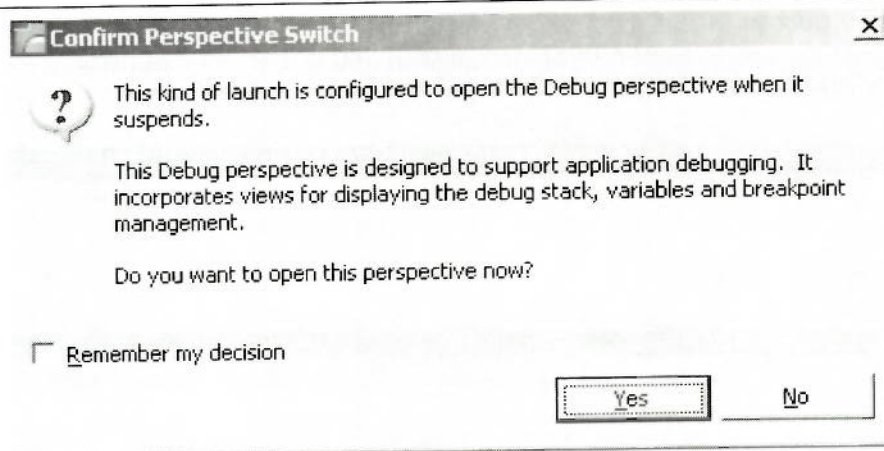 Confirm Perspective Switch
This kind of launch is configured to open the Debug perspective when it
suspends.
This Debug perspective is designed to support application debugging. It
incorporates views for displaying the debug stack, variables and breakpoint
management.
Do you want to open this perspective now?
Remember my decision
Yes
No